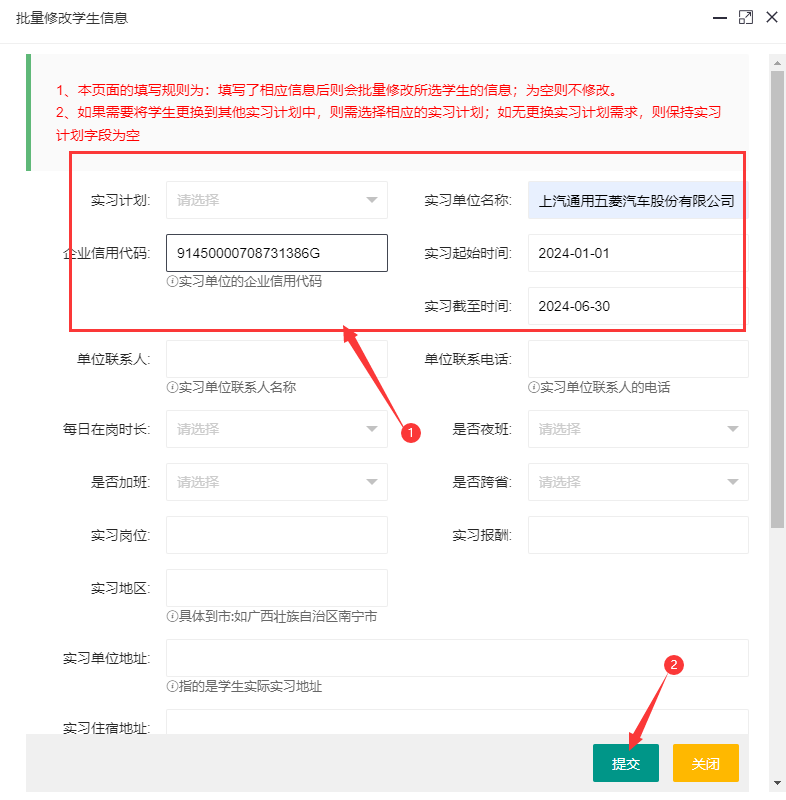 批量修改学生信息
1、本页面的填写规则为：填写了相应信息后则会批量修改所选学生的信息；为空则不修改。
2、如果需要将学生更换到其他实习计划中，则需选择相应的实习计划；如无更换实习计划需求，则保持实习
计划字段为空
实习计划: 请选择 实习单位名称: 上汽通用五菱汽车股份有限公司
企业信用代码: 91450000708731386G 实习起始时间: 2024-01-01
实习单位的企业信用代码
实习截至时间: 2024-06-30
单位联系人: 单位联系电话:
实习单位联系人名称 实习单位联系人的电话
每日在岗时长: 请选择 1 是否夜班: 请选择
是否加班: 请选择 是否跨省: 请选择
实习岗位: 实习报酬:
实习地区:
具体到市:如广西壮族自治区南宁市
实习单位地址: 2
指的是学生实际实习地址
实习住宿地址:
提交 关闭